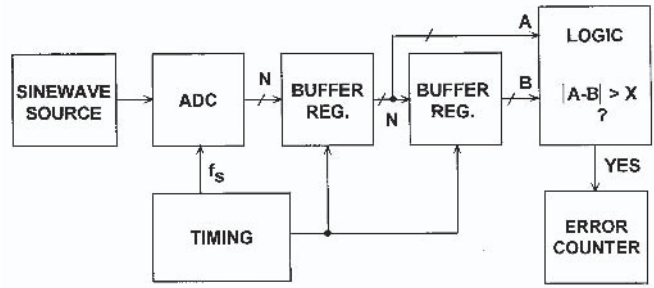 SINEWAVE
SOURCE
ADC
N
BUFFER
REG.
N
BUFFER
REG.
A
B
LOGIC
|A-B| > X
?
YES
ERROR
COUNTER
fs
TIMING